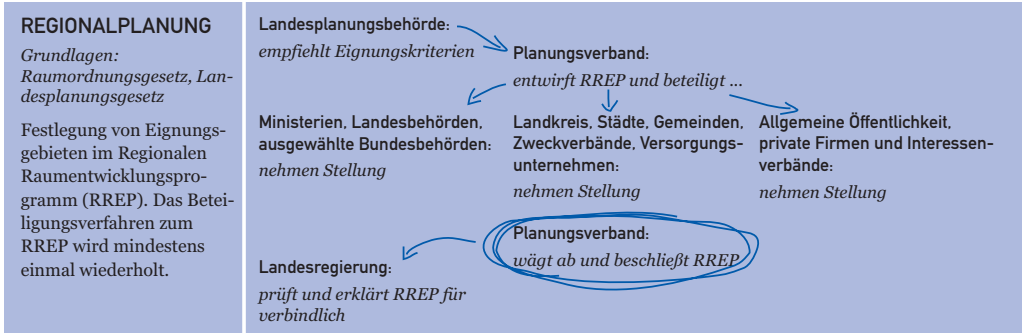 REGIONALPLANUNG
Grundlagen:
Raumordnungsgesetz, Lan-
desplanungsgesetz
Festlegung von Eignungs-
gebieten im Regionalen
Raumentwicklungspro-
gramm (RREP). Das Betei-
ligungsverfahren zum
RREP wird mindestens
einmal wiederholt.
Landesplanungsbehörde:
empfiehlt Eignungskriterien
Planungsverband:
entwirft RREP und beteiligt ...
Ministerien, Landesbehörden,
ausgewählte Bundesbehörden:
nehmen Stellung
Landkreis, Städte, Gemeinden,
Zweckverbände, Versorgungs-
unternehmen:
nehmen Stellung
Allgemeine Öffentlichkeit,
private Firmen und Interessen-
verbände:
nehmen Stellung
Planungsverband:
wägt ab und beschließt RREP
Landesregierung:
prüft und erklärt RREP für
verbindlich